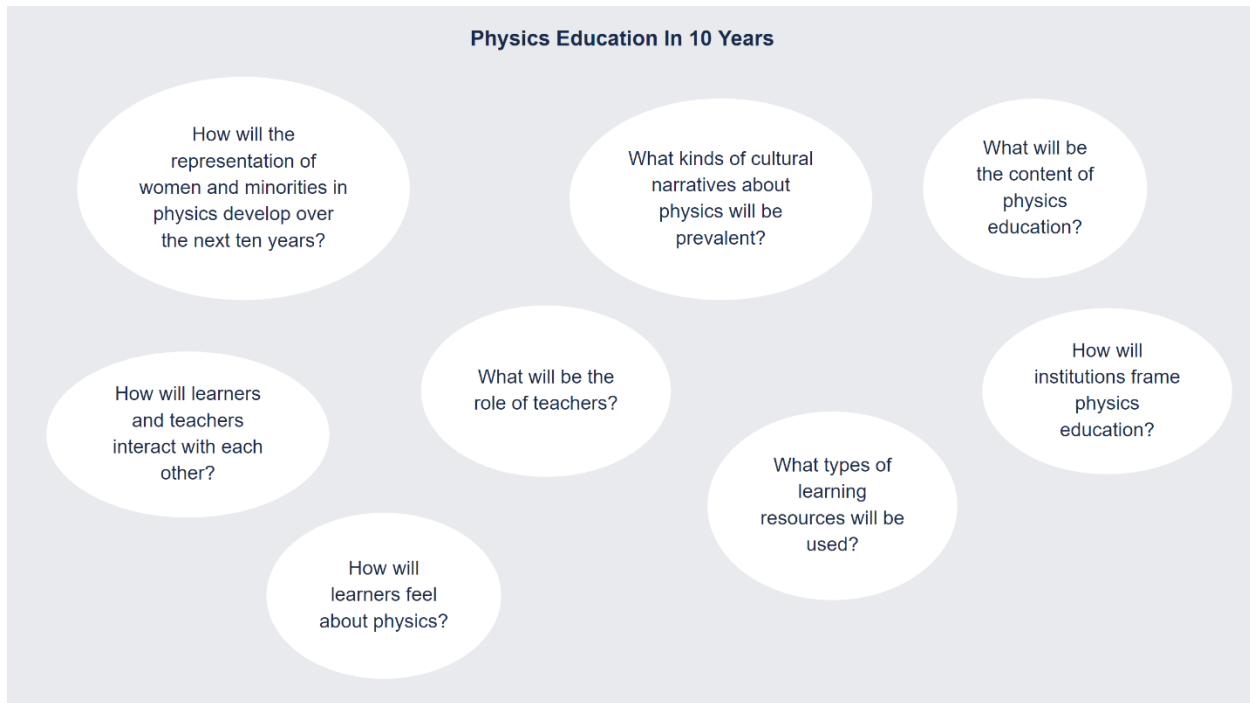 Physics Education In 10 Years
How will the
representation of
women and minorities in
physics develop over
the next ten years?
What kinds of cultural
narratives about
physics will be
prevalent?
What will be
the content of
physics
education?
How will learners
and teachers
interact with each
other?
What will be the
role of teachers?
How will
institutions frame
physics
education?
What types of
learning
resources will be
used?
How will
learners feel
about physics?